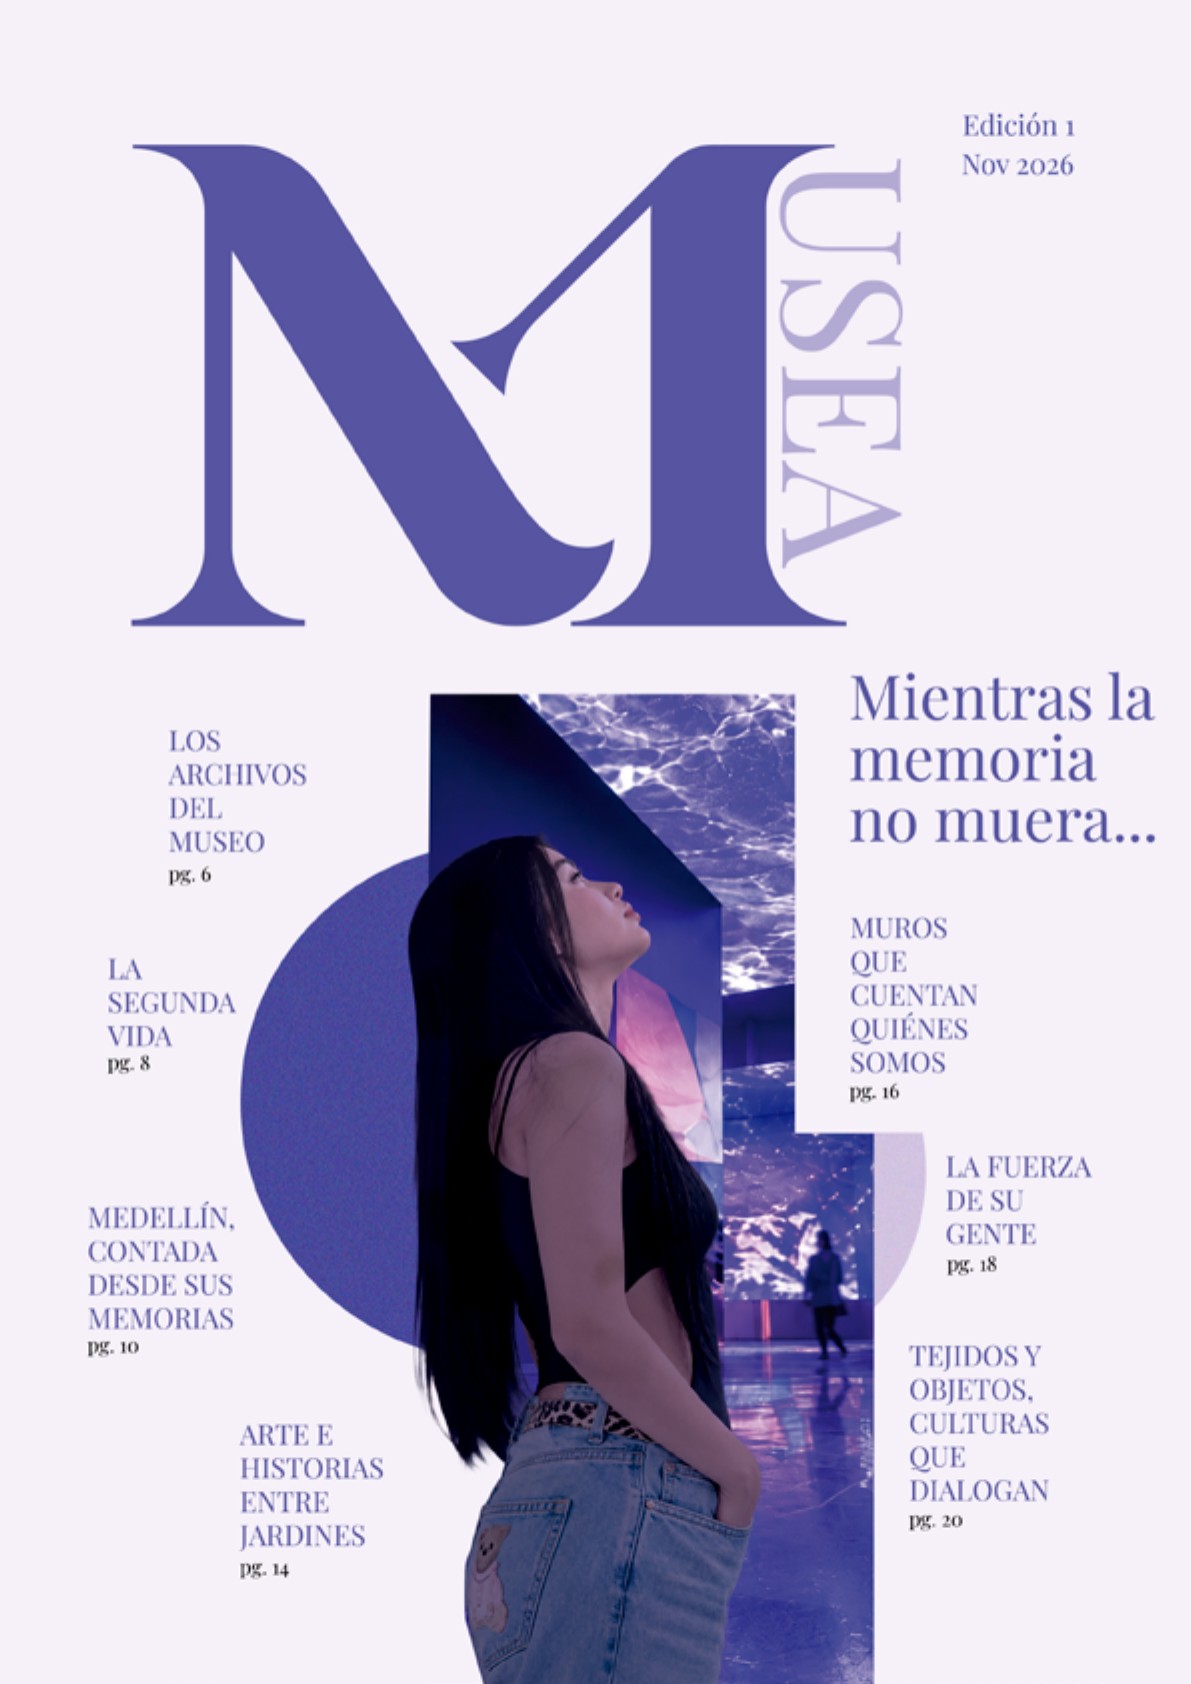 Edición 1
Nov 2026
MUSEA
Mientras la
memoria
no muera...
LOS
ARCHIVOS
DEL
MUSEO
pg. 6
LA
SEGUNDA
VIDA
pg. 8
MEDELLÍN,
CONTADA
DESDE SUS
MEMORIAS
pg. 10
ARTE E
HISTORIAS
ENTRE
JARDINES
pg. 14
MUROS
QUE
CUENTAN
QUIÉNES
SOMOS
pg. 16
LA FUERZA
DE SU
GENTE
pg. 18
TEJIDOS Y
OBJETOS,
CULTURAS
QUE
DIALOGAN
pg. 20